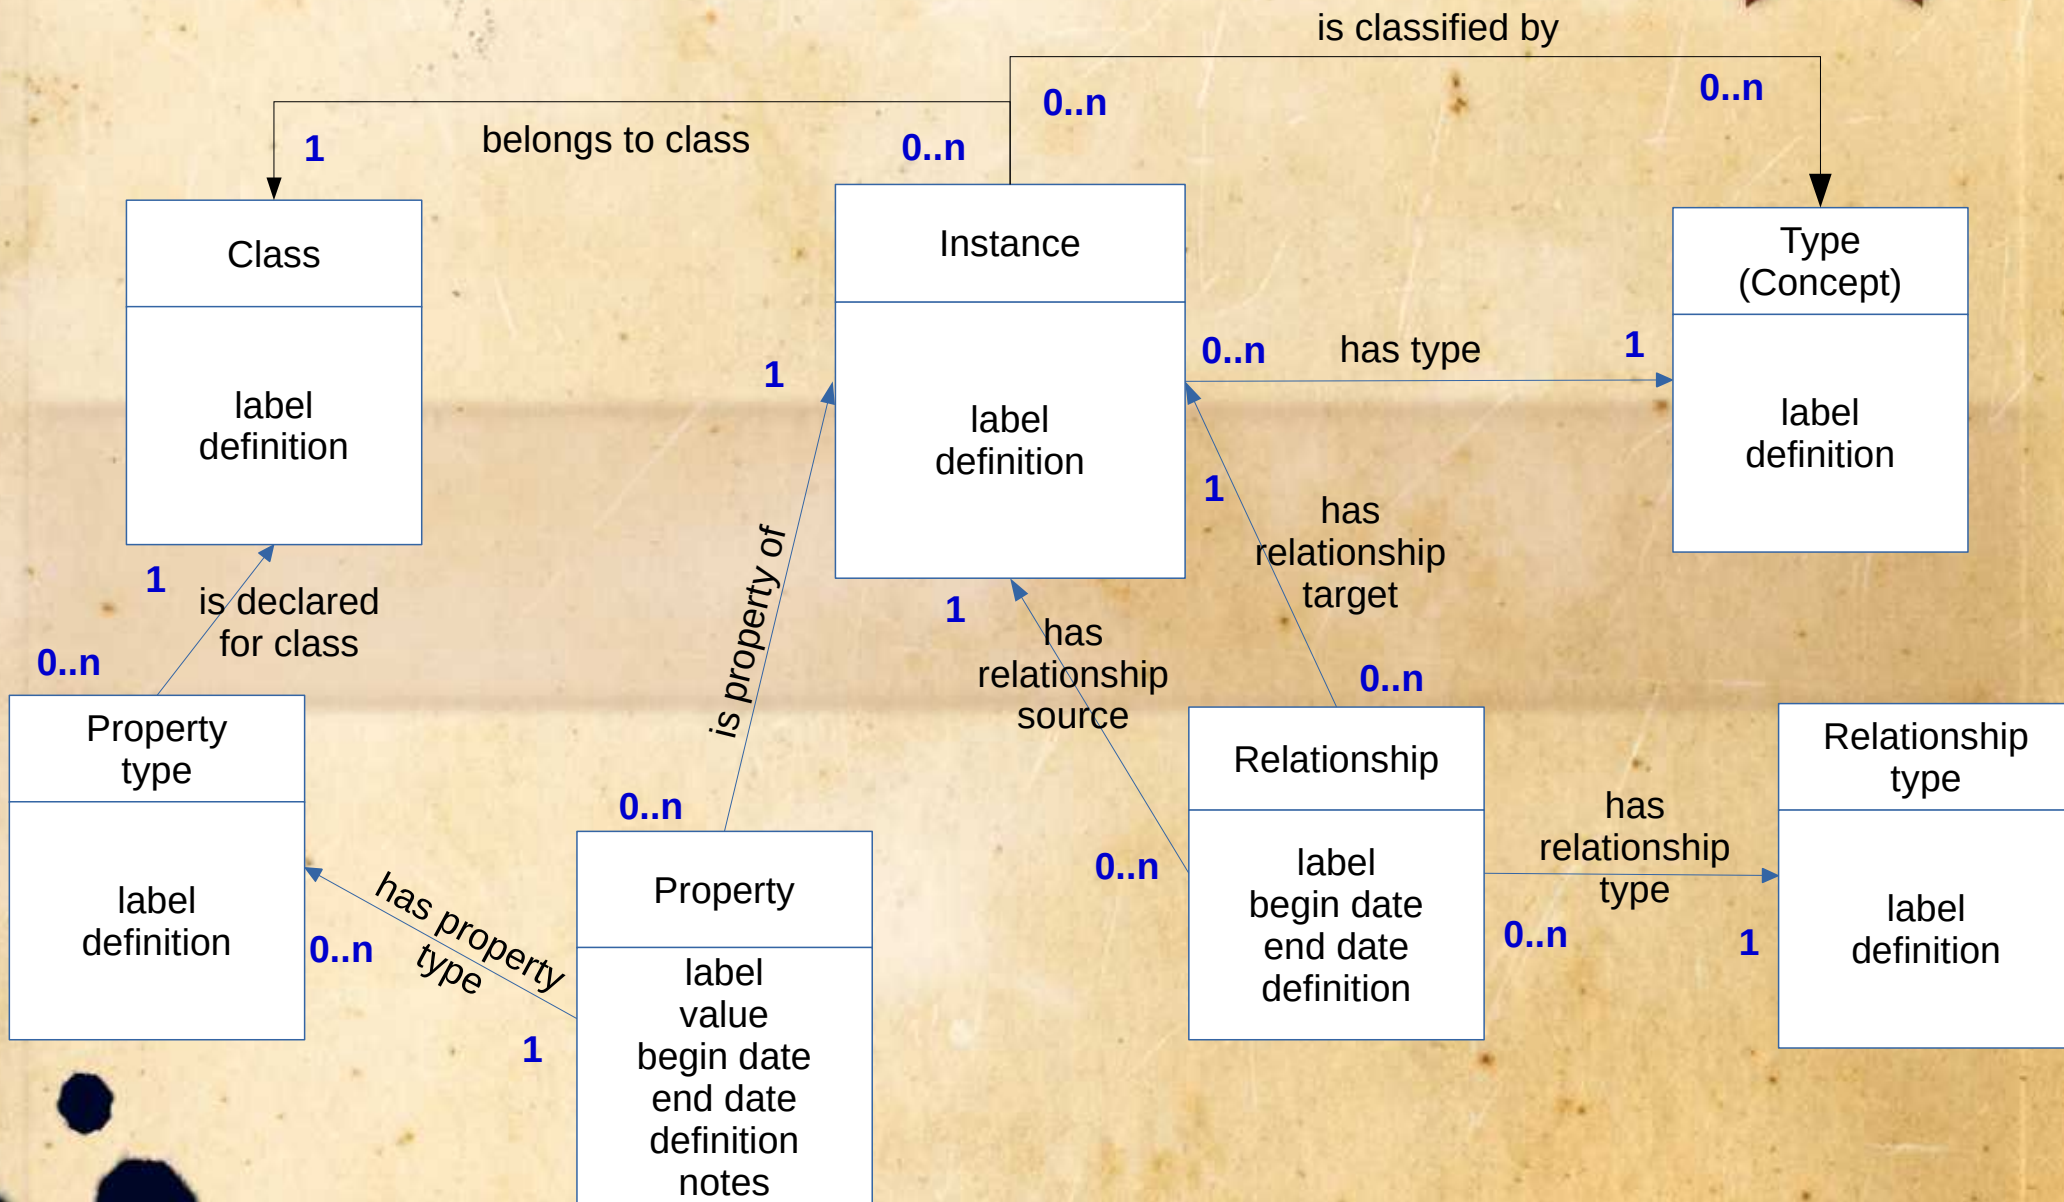 is classified by
0..n
0..n
belongs to class
1
0..n
Class
label
definition
Instance
label
definition
Type
(Concept)
label
definition
0..n
has type
1
1
is property of
0..n
1
has
relationship
target
0..n
1
has
relationship
source
0..n
1
is declared
for class
0..n
Property
type
label
definition
has property
type
0..n
1
Property
label
value
begin date
end date
definition
notes
Relationship
label
begin date
end date
definition
has
relationship
type
0..n
1
Relationship
type
label
definition